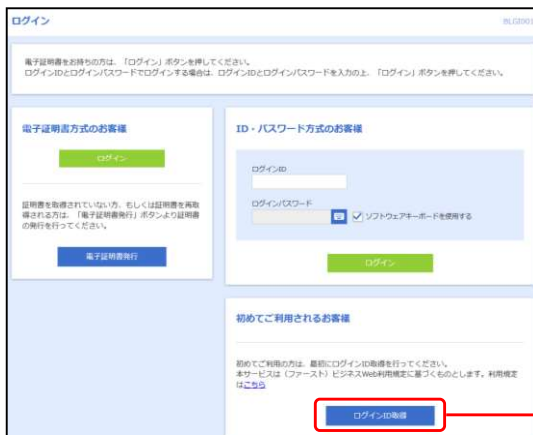 ログイン
BLGI001
電子証明書をお持ちの方は、「ログイン」ボタンを押してください。
ログインIDとログインパスワードでログインする場合は、ログインIDとログインパスワードを入力の上、「ログイン」ボタンを押してください。
電子証明書方式のお客様
ログイン
証明書を取得されていない方、もしくは証明書を再取
得される方は、「電子証明書発行」ボタンより証明書
の発行を行ってください。
電子証明書発行
ID・パスワード方式のお客様
ログインID
ログインパスワード
ソフトウェアキーボードを使用する
ログイン
初めてご利用されるお客様
初めてご利用の方は、最初にログインID取得を行ってください。
本サービスは〈ファースト〉ビジネスWeb利用規定に基づくものとします。利用規定
はこちら
ログインID取得